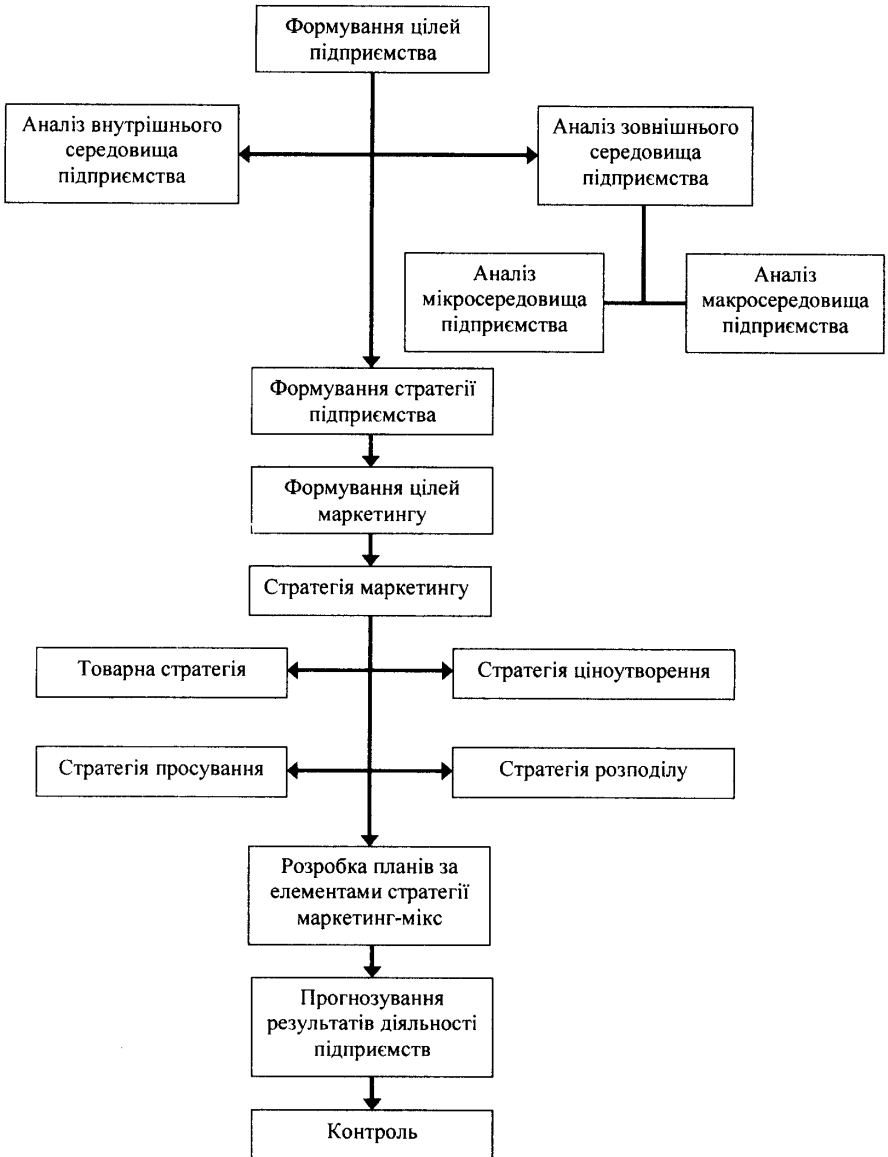 Формування цілей
підприємства
Аналіз внутрішнього
середовища
підприємства
Аналіз зовнішнього
середовища
підприємства
Аналіз
мікросередовища
підприємства
Аналіз
макросередовища
підприємства
Формування стратегії
підприємства
Формування цілей
маркетингу
Стратегія маркетингу
Товарна стратегія
Стратегія ціноутворення
Стратегія просування
Стратегія розподілу
Розробка планів за
елементами стратегії
маркетинг-мікс
Прогнозування
результатів діяльності
підприємств
Контроль